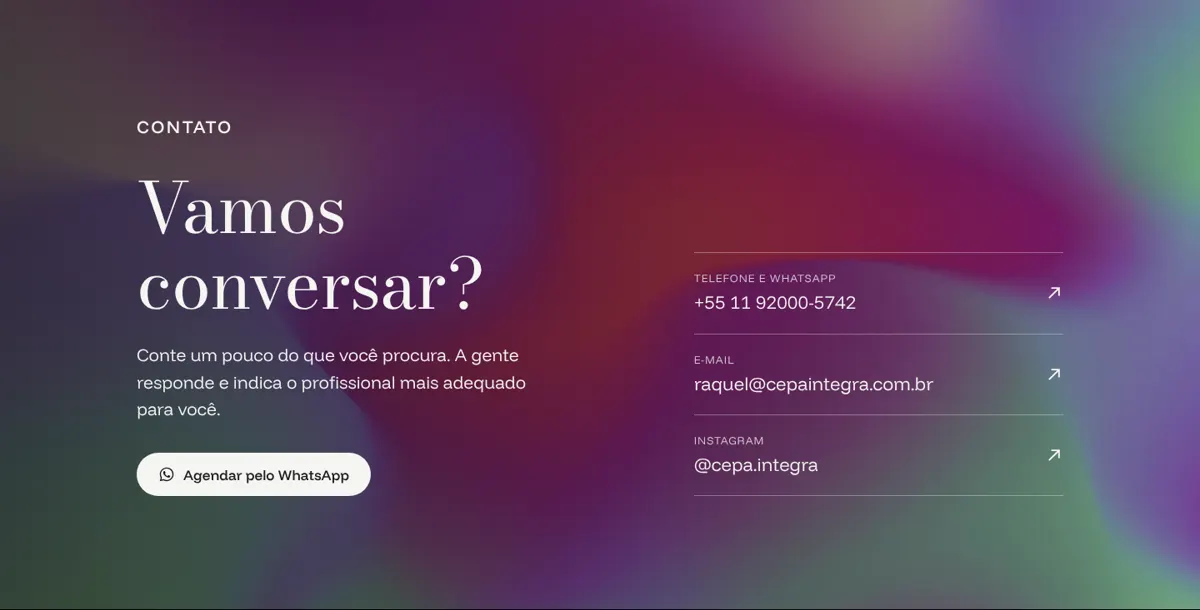 CONTATO
Vamos
conversar?
Conte um pouco do que você procura. A gente
responde e indica o profissional mais adequado
para você.
Agendar pelo WhatsApp
TELEFONE E WHATSAPP
+55 11 92000-5742
E-MAIL
raquel@cepaintegra.com.br
INSTAGRAM
@cepa.integra